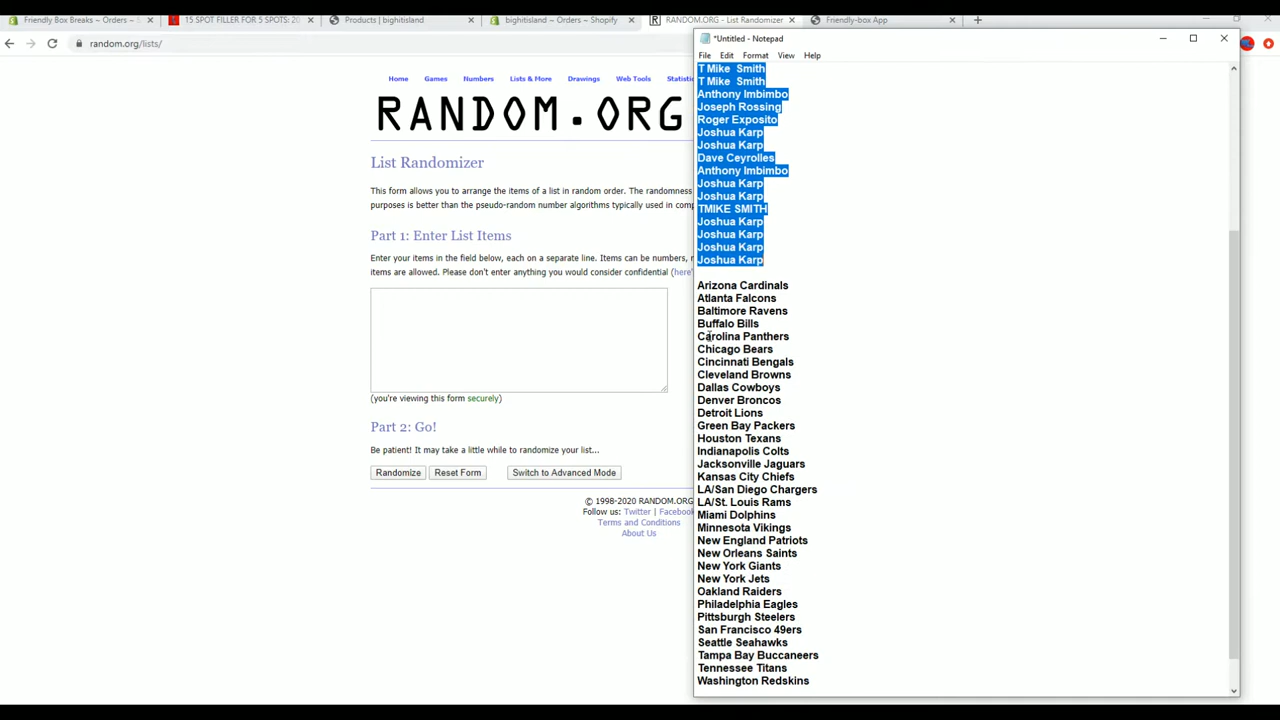 Friendly Box Breaks ~ Orders ~
15 SPOT FILLER FOR 5 SPOTS: 20
Products | bighitisland
bighitisland ~ Orders ~ Shopify
RANDOM.ORG - List Randomizer
Friendly-box App
random.org/lists/
*Untitled - Notepad
File Edit Format View Help
Home Games Numbers Lists & More Drawings Web Tools Statistic
RANDOM.ORG
List Randomizer
This form allows you to arrange the items of a list in random order. The randomness
purposes is better than the pseudo-random number algorithms typically used in comp
Part 1: Enter List Items
Enter your items in the field below, each on a separate line. Items can be numbers,
items are allowed. Please don't enter anything you would consider confidential (here'
(you're viewing this form securely)
Part 2: Go!
Be patient! It may take a little while to randomize your list...
Randomize Reset Form Switch to Advanced Mode
© 1998-2020 RANDOM.ORG
Follow us: Twitter | Facebook
Terms and Conditions
About Us
T Mike Smith
T Mike Smith
Anthony Imbimbo
Joseph Rossing
Roger Exposito
Joshua Karp
Joshua Karp
Dave Ceyrolles
Anthony Imbimbo
Joshua Karp
Joshua Karp
TMIKE SMITH
Joshua Karp
Joshua Karp
Joshua Karp
Joshua Karp
Arizona Cardinals
Atlanta Falcons
Baltimore Ravens
Buffalo Bills
Carolina Panthers
Chicago Bears
Cincinnati Bengals
Cleveland Browns
Dallas Cowboys
Denver Broncos
Detroit Lions
Green Bay Packers
Houston Texans
Indianapolis Colts
Jacksonville Jaguars
Kansas City Chiefs
LA/San Diego Chargers
LA/St. Louis Rams
Miami Dolphins
Minnesota Vikings
New England Patriots
New Orleans Saints
New York Giants
New York Jets
Oakland Raiders
Philadelphia Eagles
Pittsburgh Steelers
San Francisco 49ers
Seattle Seahawks
Tampa Bay Buccaneers
Tennessee Titans
Washington Redskins